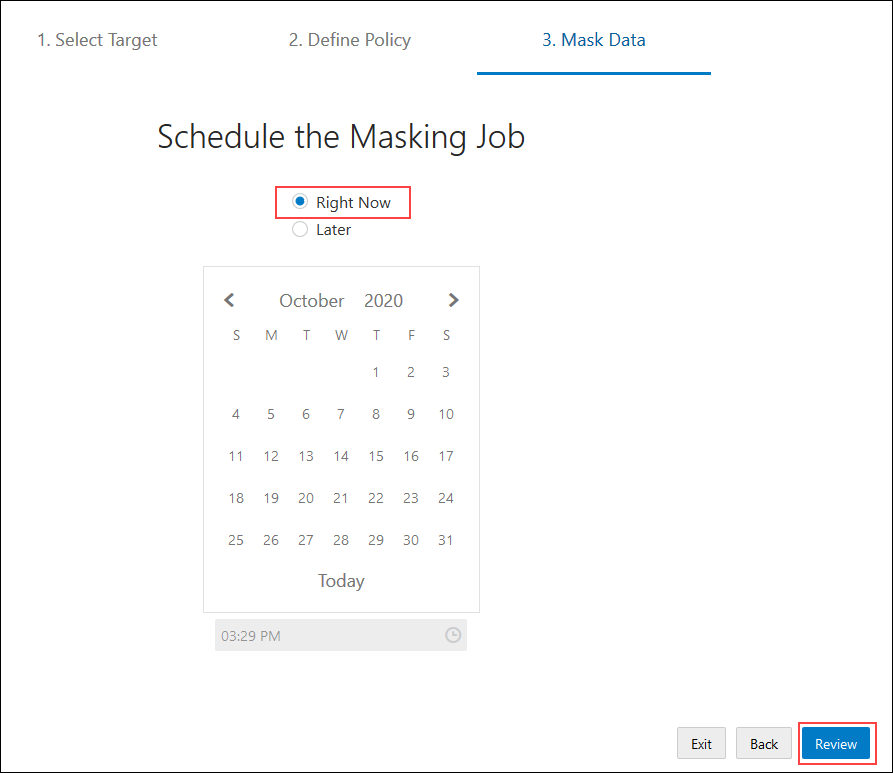 1. Select Target 2. Define Policy 3. Mask Data
Schedule the Masking Job
Right Now
Later
October 2020
S M T W T F S
1 2 3
4 5 6 7 8 9 10
11 12 13 14 15 16 17
18 19 20 21 22 23 24
25 26 27 28 29 30 31
Today
03:29 PM
Exit Back Review